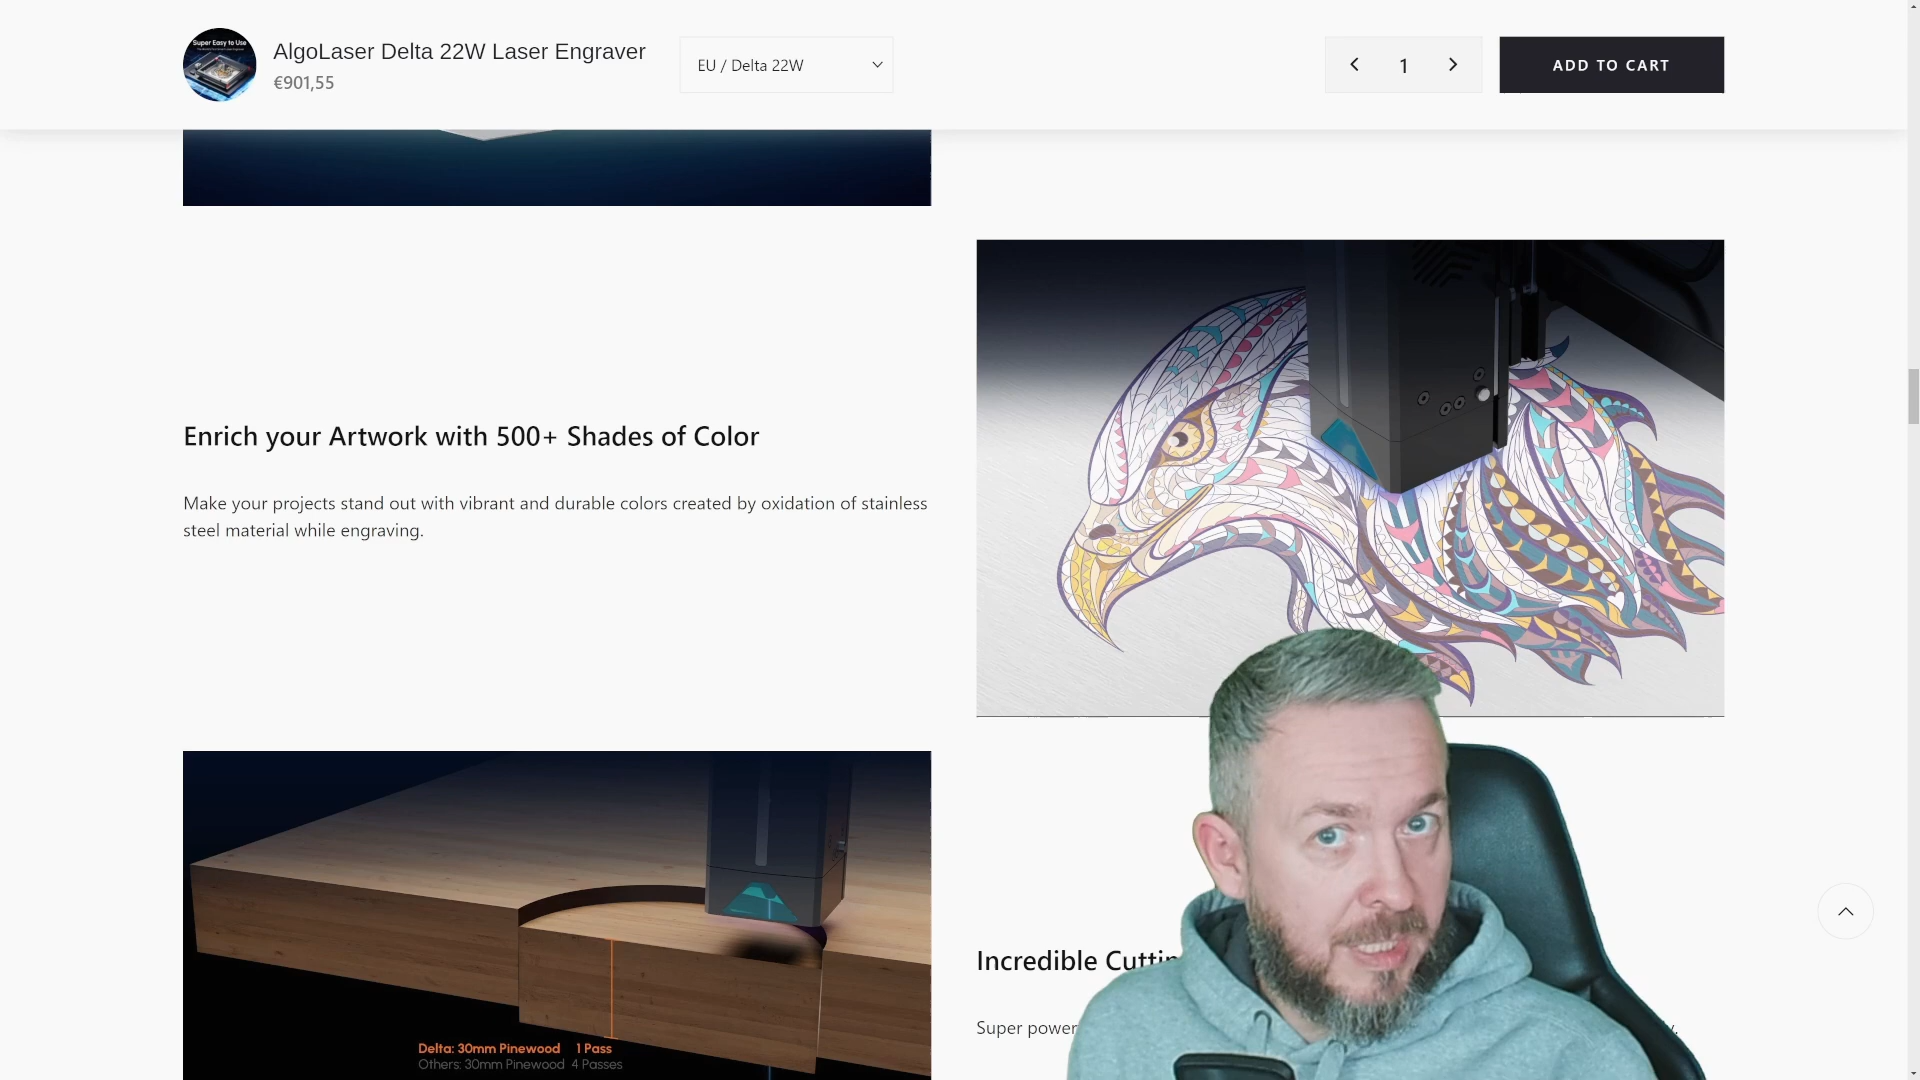 Super Easy to Use
AlgoLaser Delta 22W Laser Engraver
€901,55
EU / Delta 22W
1
ADD TO CART
Enrich your Artwork with 500+ Shades of Color
Make your projects stand out with vibrant and durable colors created by oxidation of stainless
steel material while engraving.
Delta: 30mm Pinewood 1 Pass
Others: 30mm Pinewood 4 Passes
Incredible
Super power